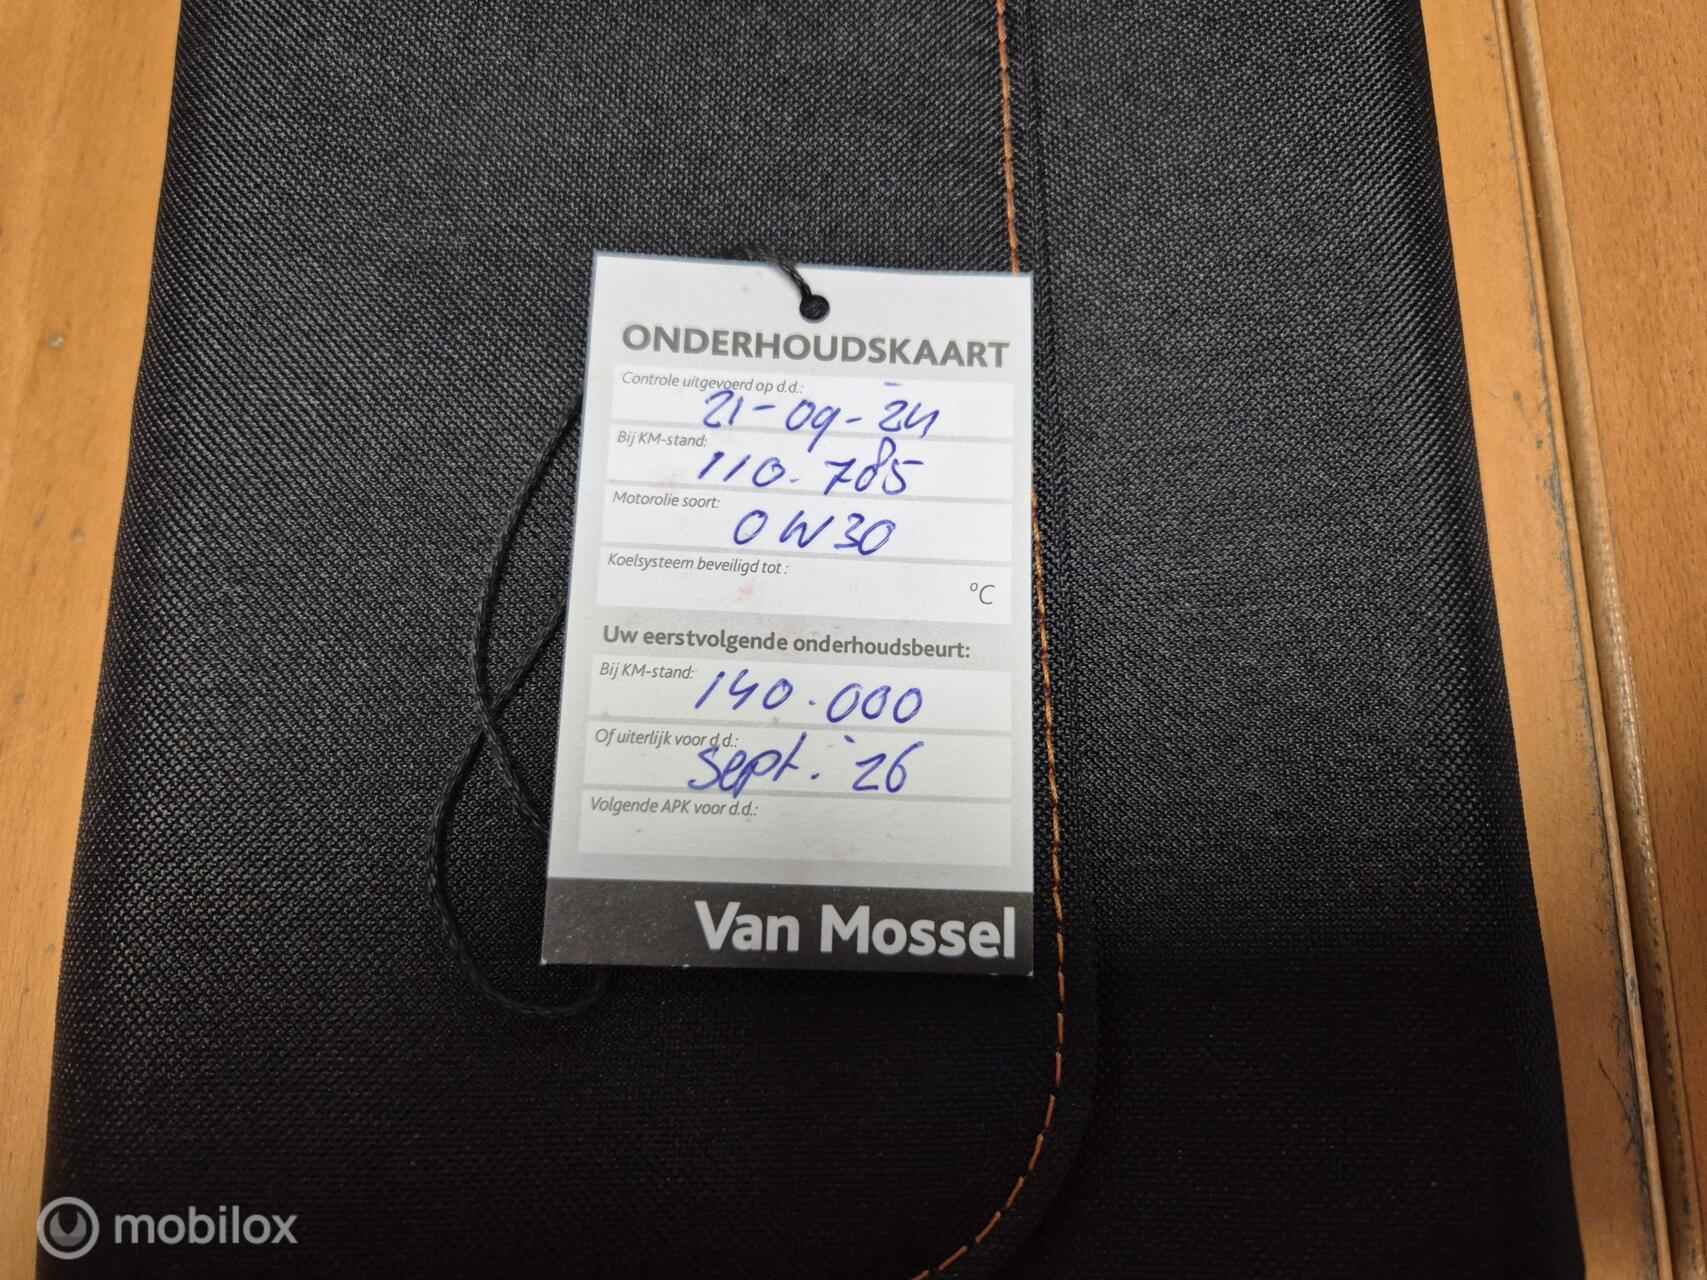 ONDERHOUDSKAART
Controle uitgevoerd op d.d.:
21-09-24
Bij KM-stand:
110.785
Motorolie soort:
0W30
Koelsysteem beveiligd tot :
°C
Uw eerstvolgende onderhoudsbeurt:
Bij KM-stand:
140.000
Of uiterlijk voor d.d.:
sept. '26
Volgende APK voor d.d.:
Van Mossel
mobilox